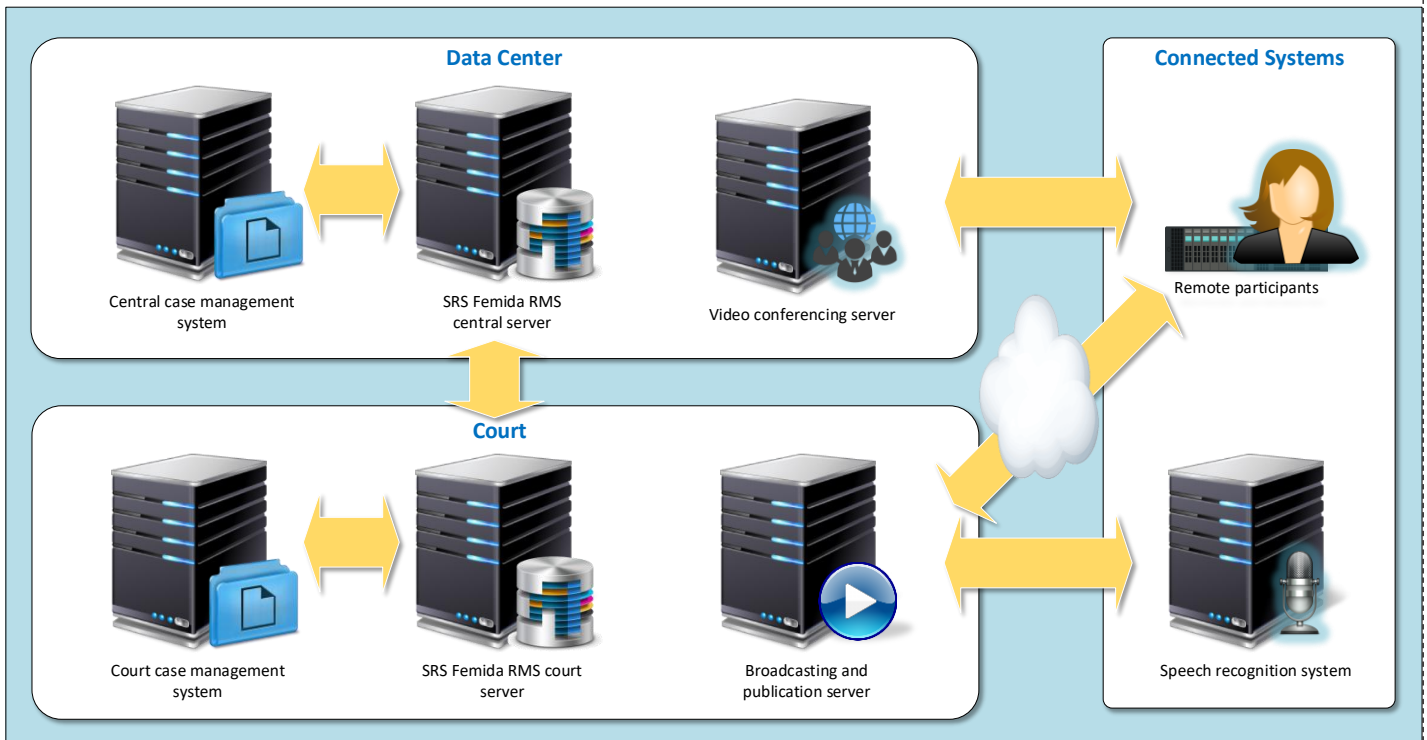 Data Center
Connected Systems
Central case management
system
SRS Femida RMS
central server
Video conferencing server
Remote participants
Court
Court case management
system
SRS Femida RMS court
server
Broadcasting and
publication server
Speech recognition system